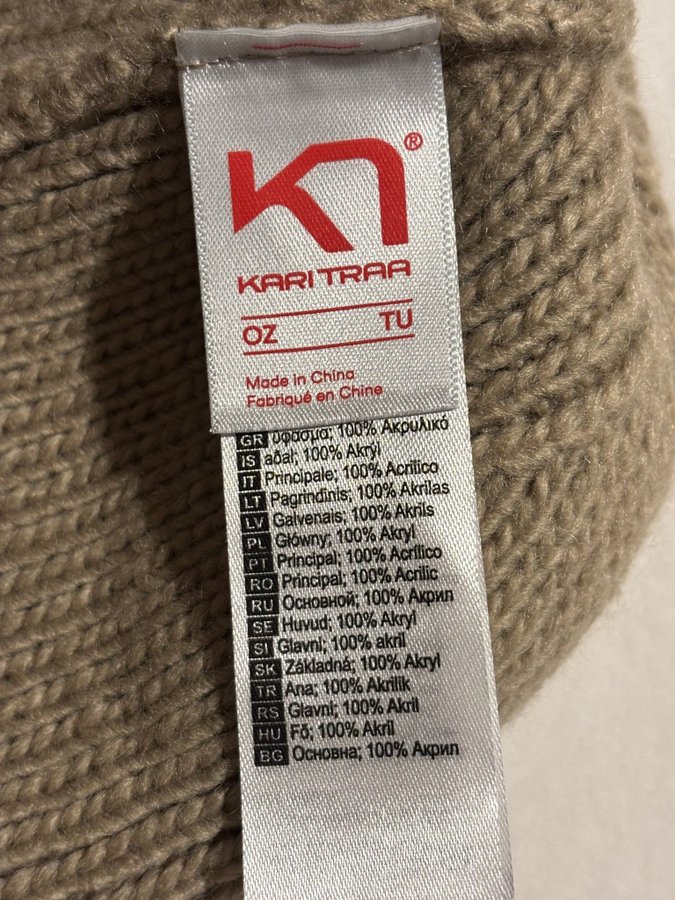 K7®
KARI TRAA
OZ TU
Made in China
Fabriqué en Chine
GR ύφασμα; 100% Ακρυλικό
IS aðal; 100% Akrýl
IT Principale; 100% Acrilico
LT Pagrindinis; 100% Akrilas
LV Galvenais; 100% Akrils
PL Główny; 100% Akryl
PT Principal; 100% Acrílico
RO Principal; 100% Acrilic
RU Основной; 100% Акрил
SE Huvud; 100% Akryl
SI Glavni; 100% akril
SK Základná; 100% Akryl
TR Ana; 100% Akrilik
RS Glavni; 100% Akril
HU Fő; 100% Akril
BG Основна; 100% Акрил